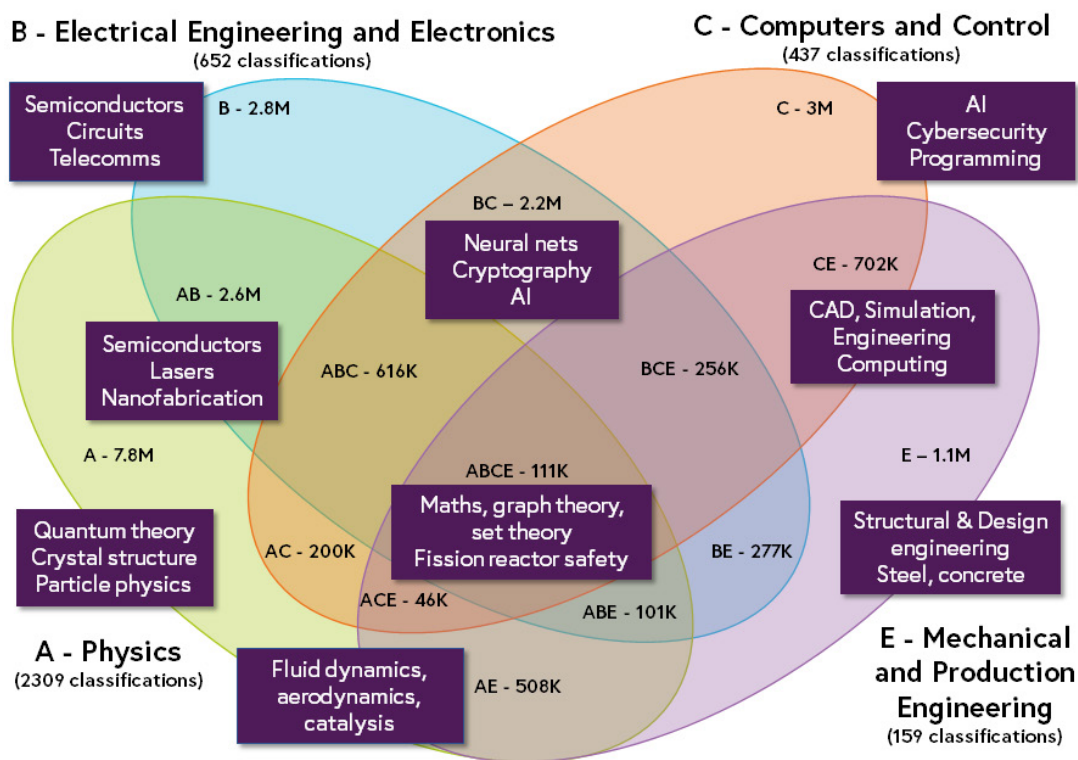 B - Electrical Engineering and Electronics
(652 classifications)
C - Computers and Control
(437 classifications)
Semiconductors
Circuits
Telecomms
B - 2.8M
C - 3M
AI
Cybersecurity
Programming
BC – 2.2M
Neural nets
Cryptography
AI
AB - 2.6M
CE - 702K
Semiconductors
Lasers
Nanofabrication
ABC - 616K
BCE - 256K
CAD, Simulation,
Engineering
Computing
A - 7.8M
ABCE - 111K
E – 1.1M
Maths, graph theory,
set theory
Fission reactor safety
Quantum theory
Crystal structure
Particle physics
AC - 200K
BE - 277K
Structural & Design
engineering
Steel, concrete
ACE - 46K
ABE - 101K
A - Physics
(2309 classifications)
Fluid dynamics,
aerodynamics,
catalysis
AE - 508K
E - Mechanical
and Production
Engineering
(159 classifications)